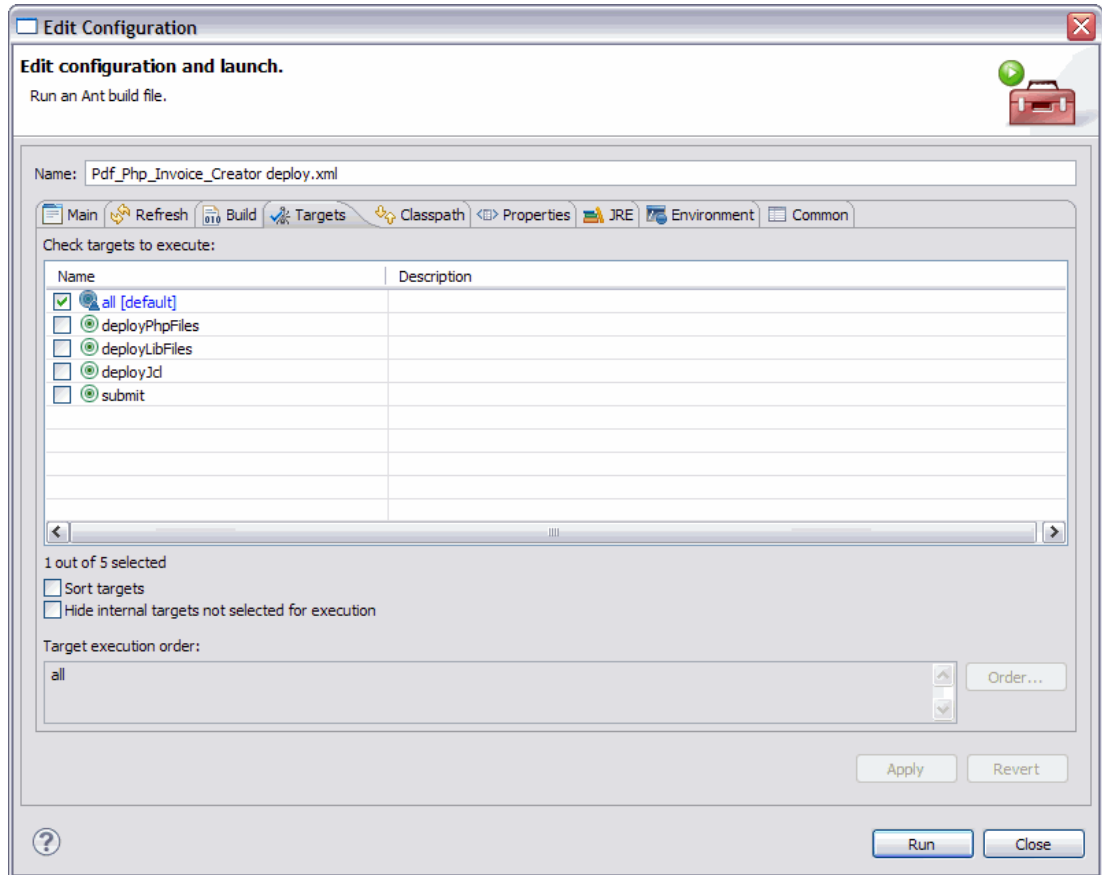 Edit Configuration
Edit configuration and launch.
Run an Ant build file.
Name: Pdf_Php_Invoice_Creator deploy.xml
Main Refresh Build Targets Classpath Properties JRE Environment Common
Check targets to execute:
Name Description
all [default]
deployPhpFiles
deployLibFiles
deployJcl
submit
1 out of 5 selected
Sort targets
Hide internal targets not selected for execution
Target execution order:
all
Order...
Apply Revert
Run Close